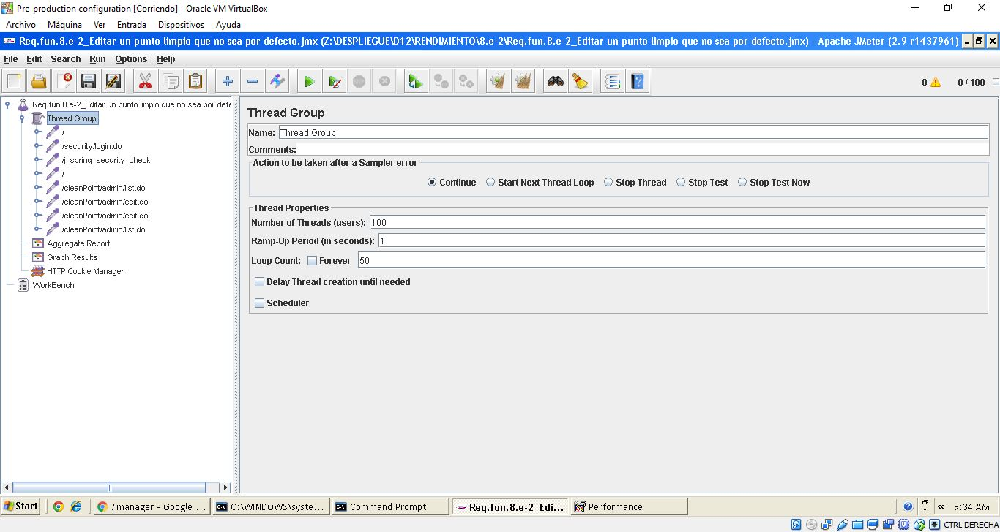 Pre-production configuration [Corriendo] - Oracle VM VirtualBox
Archivo Máquina Ver Entrada Dispositivos Ayuda
Req.fun.8.e-2_Editar un punto limpio que no sea por defecto.jmx (Z:\DESPLIEGUE\D12\RENDIMIENTO\8.e-2\Req.fun.8.e-2_Editar un punto limpio que no sea por defecto.jmx) - Apache JMeter (2.9 r1437961)
File Edit Search Run Options Help
0 0 / 100
Req.fun.8.e-2_Editar un punto limpio que no sea por defe
Thread Group
/
/security/login.do
/j_spring_security_check
/
/cleanPoint/admin/list.do
/cleanPoint/admin/edit.do
/cleanPoint/admin/edit.do
/cleanPoint/admin/list.do
Aggregate Report
Graph Results
HTTP Cookie Manager
WorkBench
Thread Group
Name: Thread Group
Comments:
Action to be taken after a Sampler error
Continue Start Next Thread Loop Stop Thread Stop Test Stop Test Now
Thread Properties
Number of Threads (users): 100
Ramp-Up Period (in seconds): 1
Loop Count: Forever 50
Delay Thread creation until needed
Scheduler
Start /manager - Google ... C:\WINDOWS\syste... Command Prompt Req.fun.8.e-2_Edi... Performance « 9:34 AM
CTRL DERECHA